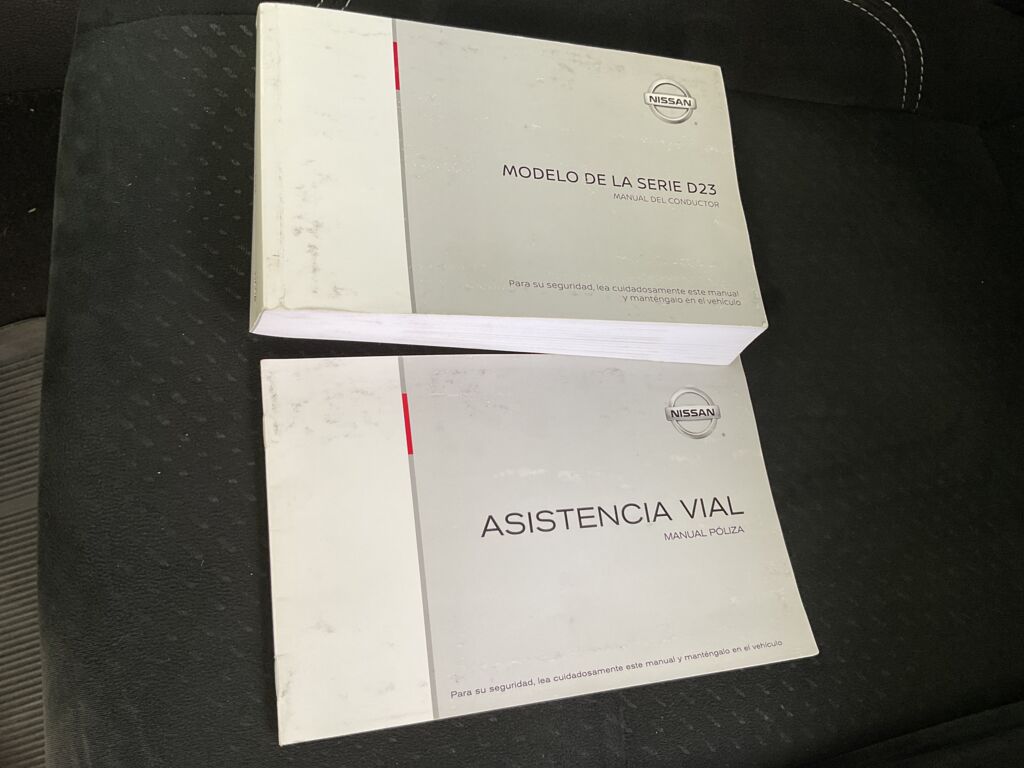 NISSAN
MODELO DE LA SERIE D23
MANUAL DEL CONDUCTOR
Para su seguridad, lea cuidadosamente este manual
y manténgalo en el vehículo
NISSAN
ASISTENCIA VIAL
MANUAL PÓLIZA
Para su seguridad, lea cuidadosamente este manual y manténgalo en el vehículo